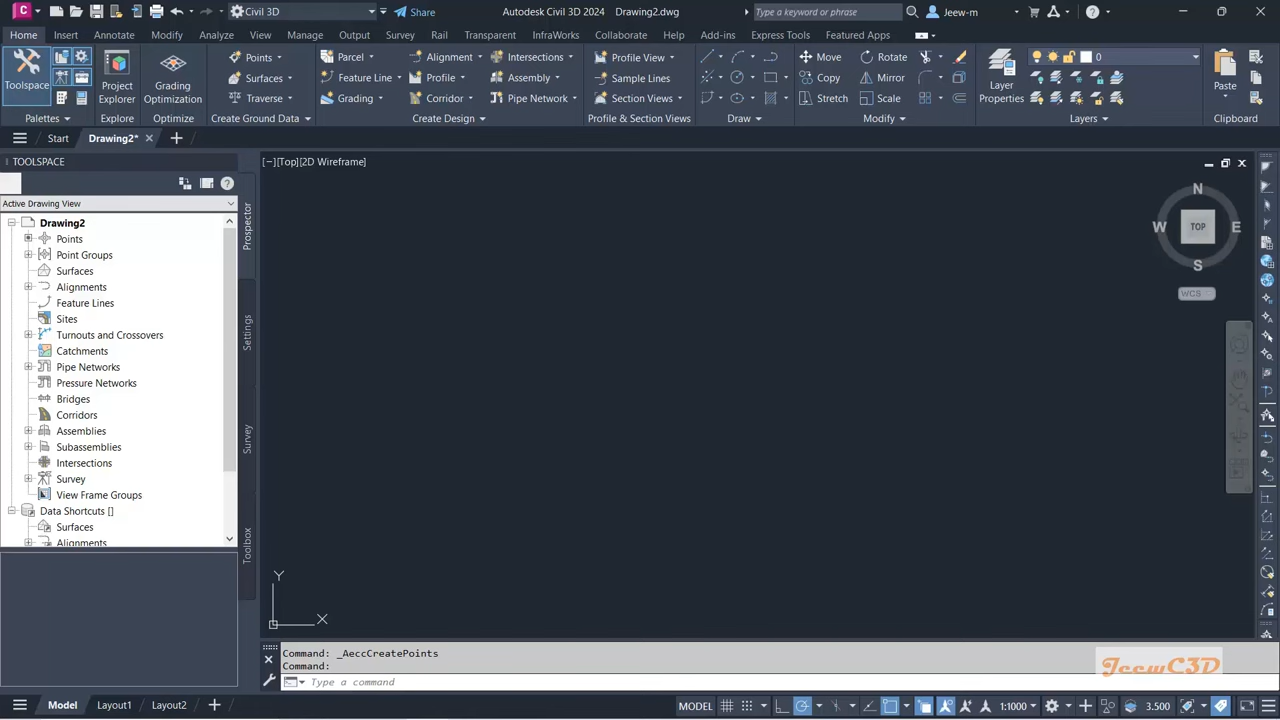 Civil 3D
Share
Autodesk Civil 3D 2024 Drawing2.dwg
Type a keyword or phrase
Jeew-m
Home Insert Annotate Modify Analyze View Manage Output Survey Rail Transparent InfraWorks Collaborate Help Add-ins Express Tools Featured Apps
Toolspace
Palettes
Project
Explorer
Explore
Grading
Optimization
Optimize
Points
Surfaces
Traverse
Create Ground Data
Parcel
Feature Line
Grading
Alignment
Profile
Corridor
Intersections
Assembly
Pipe Network
Create Design
Profile View
Sample Lines
Section Views
Profile & Section Views
Draw
Move
Copy
Stretch
Rotate
Mirror
Scale
Modify
Layer
Properties
0
Layers
Paste
Clipboard
Start
Drawing2*
TOOLSPACE
Active Drawing View
Drawing2
Points
Point Groups
Surfaces
Alignments
Feature Lines
Sites
Turnouts and Crossovers
Catchments
Pipe Networks
Pressure Networks
Bridges
Corridors
Assemblies
Subassemblies
Intersections
Survey
View Frame Groups
Data Shortcuts []
Surfaces
Alignments
Prospector
Settings
Survey
Toolbox
[−][Top][2D Wireframe]
N
W TOP E
S
WCS
Y
X
Command: _AeccCreatePoints
Command:
Type a command
JeewC3D
Model Layout1 Layout2
MODEL
1:1000
3.500